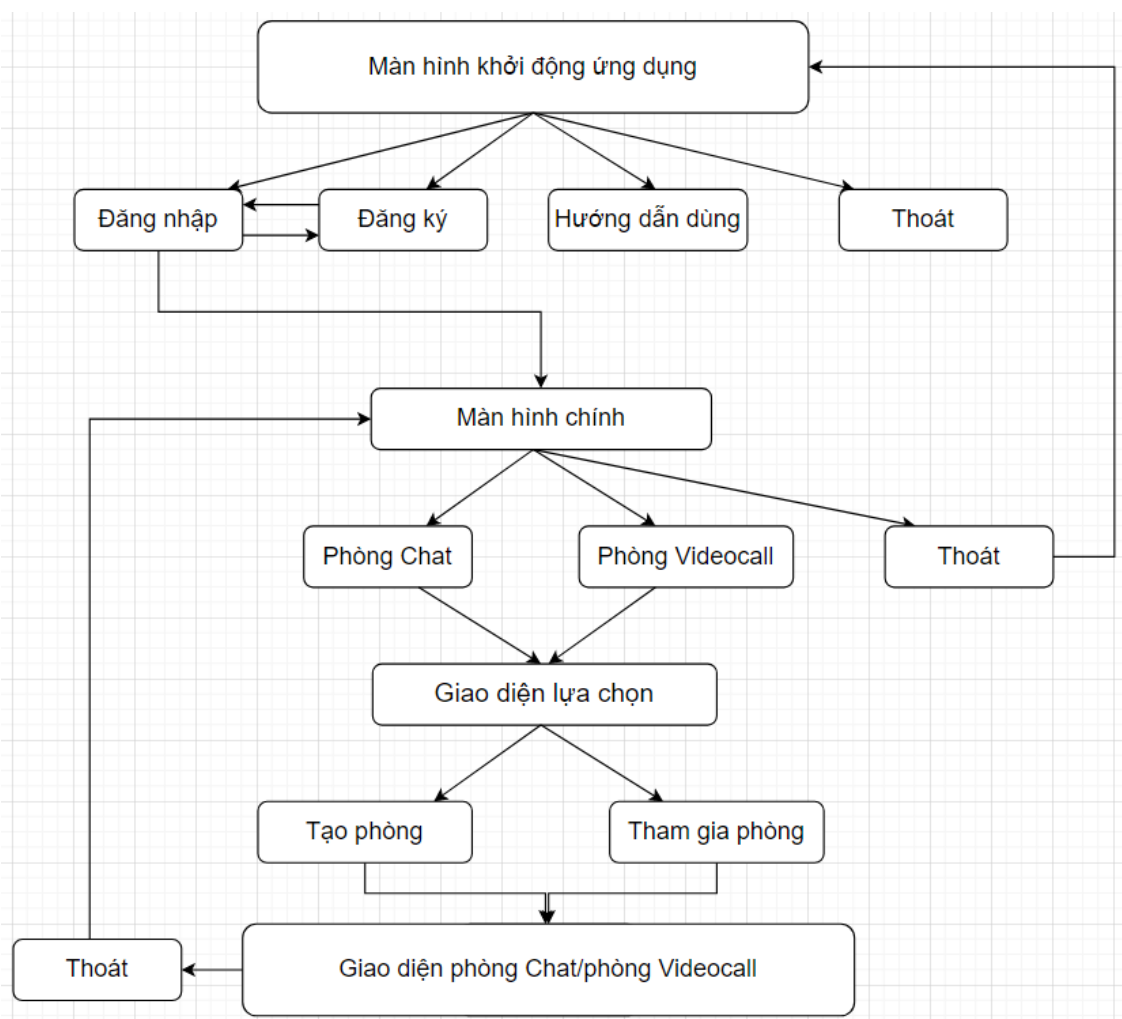 Màn hình khởi động ứng dụng
Đăng nhập
Đăng ký
Hướng dẫn dùng
Thoát
Màn hình chính
Phòng Chat
Phòng Videocall
Thoát
Giao diện lựa chọn
Tạo phòng
Tham gia phòng
Thoát
Giao diện phòng Chat/phòng Videocall